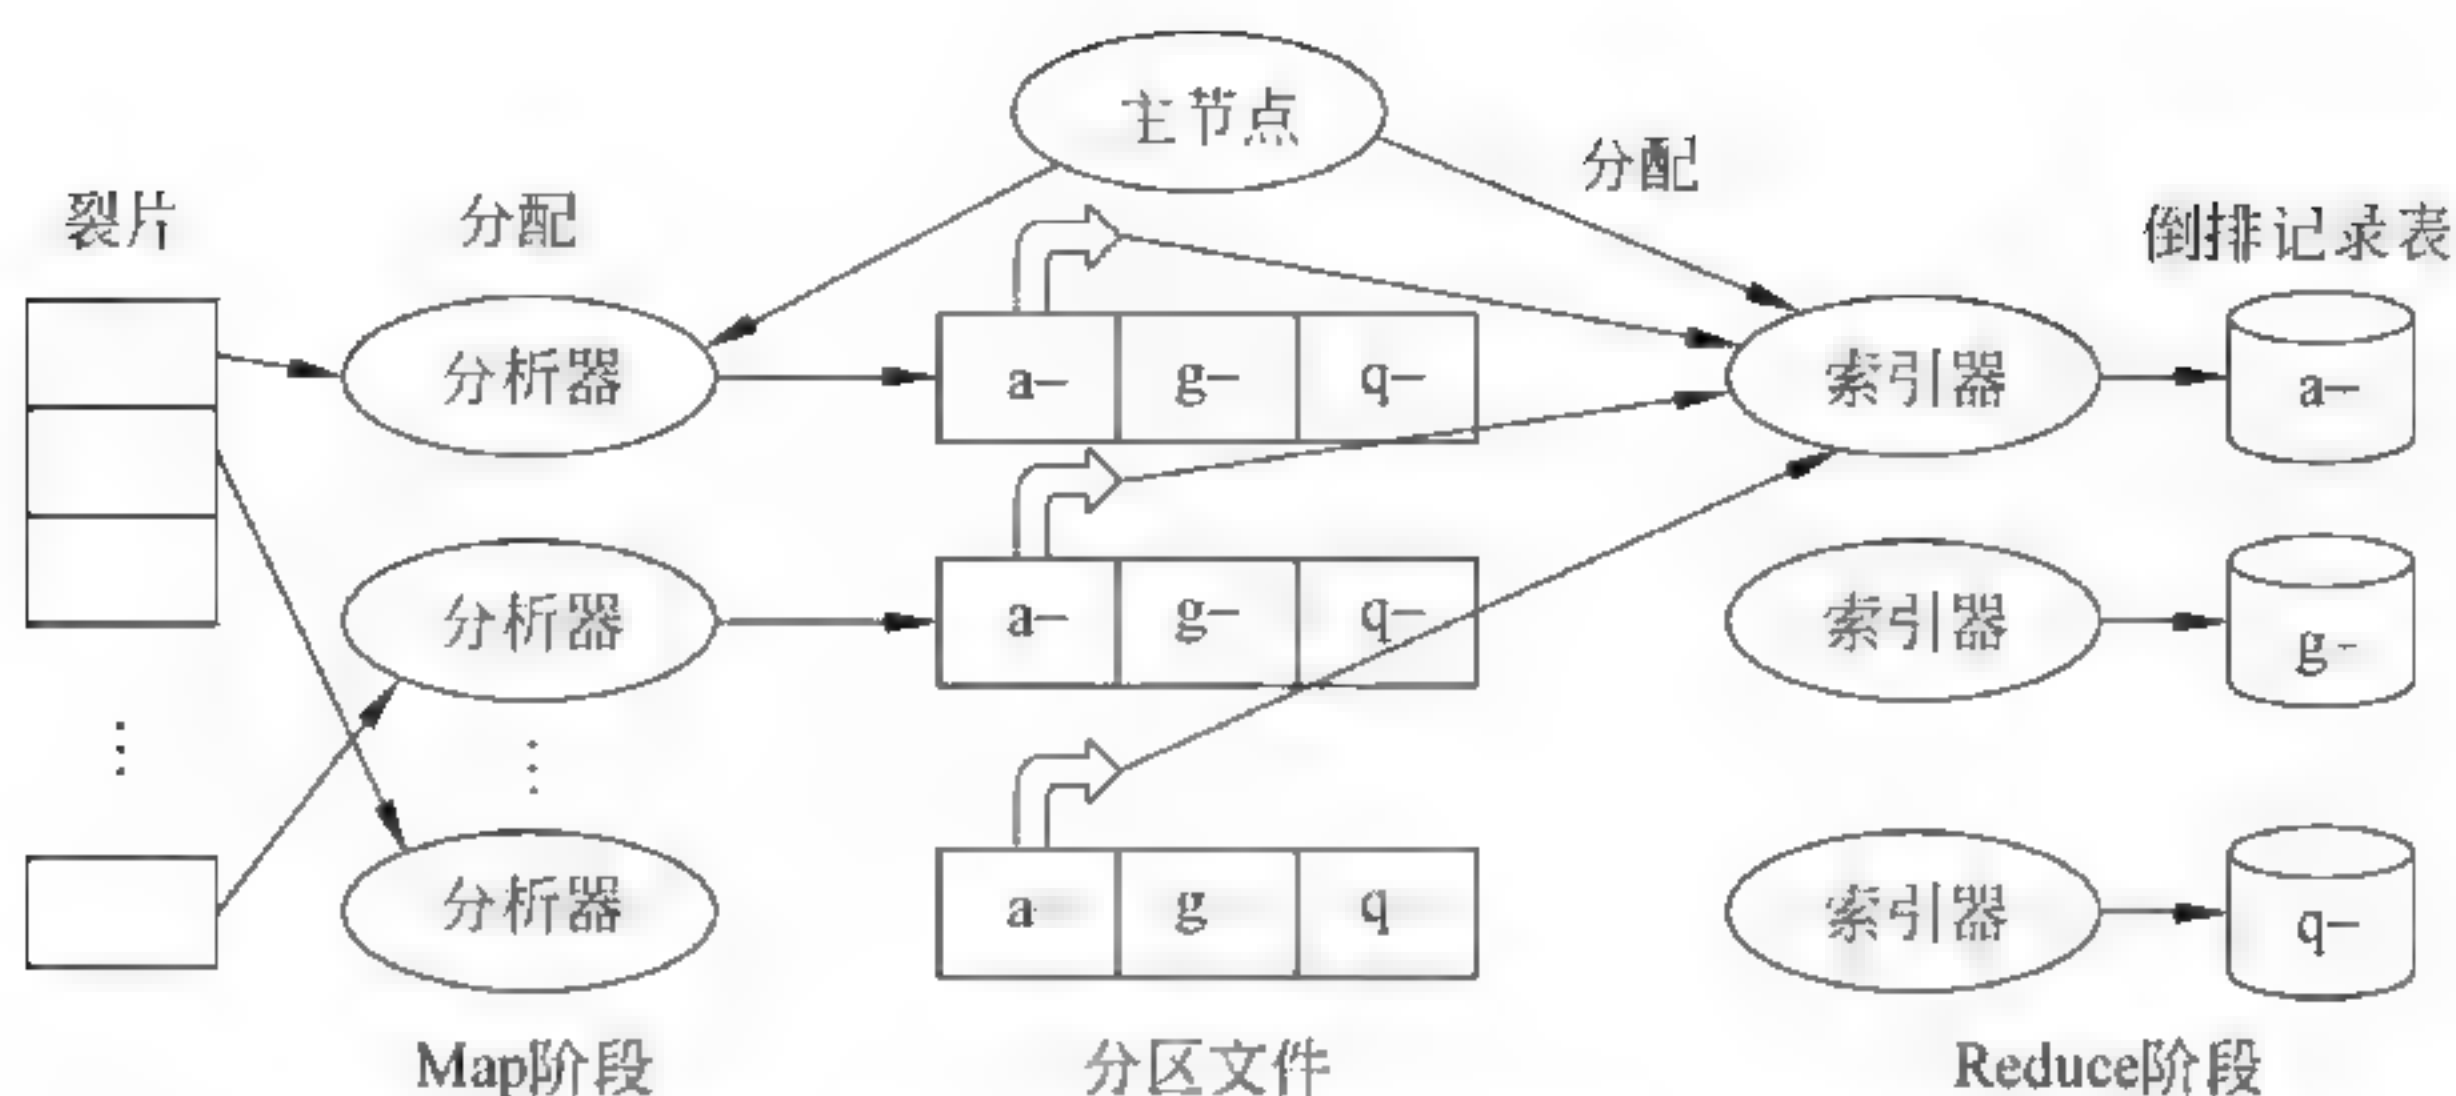 主节点
分配
裂片
分配
倒排记录表
分析器
a— g— q—
索引器
a—
分析器
a— g— q—
索引器
g-
⋮
⋮
分析器
a g q
索引器
q—
Map阶段
分区文件
Reduce阶段